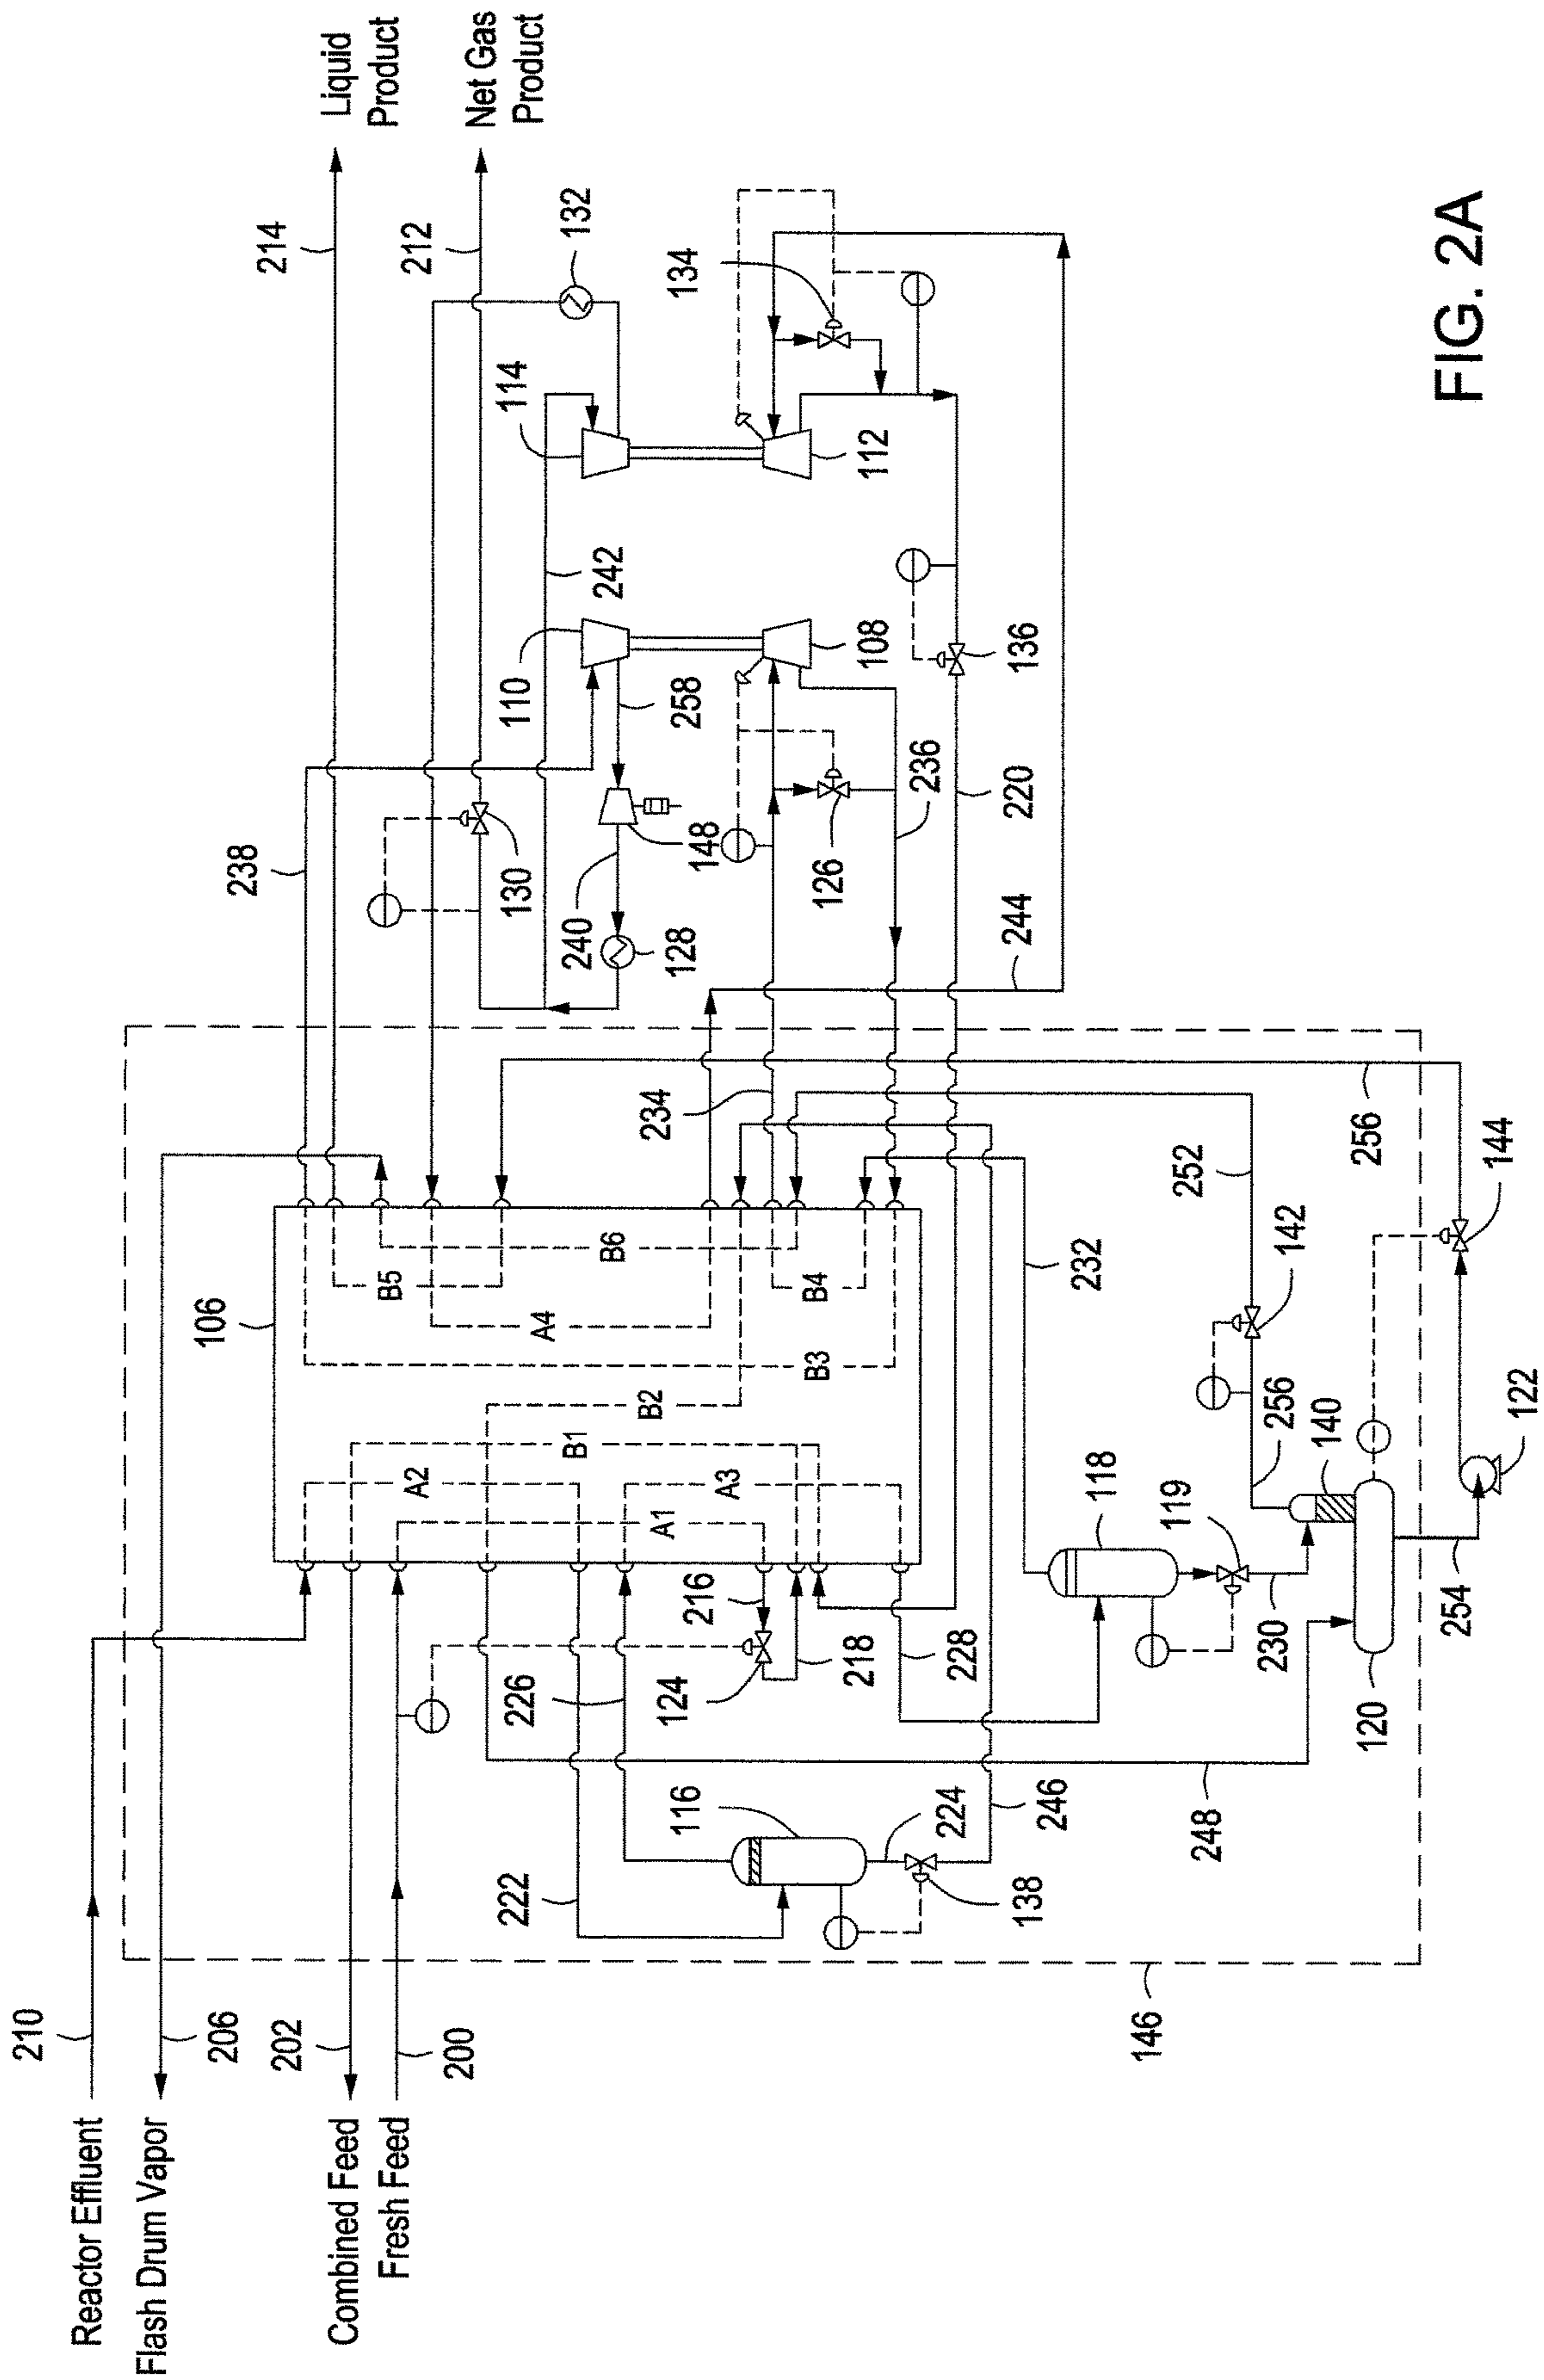 210
Reactor Effluent
Flash Drum Vapor
206
106
238
214
Liquid
Product
202
Combined Feed
Fresh Feed
200
B5
A2
212
Net Gas
Product
222
226
130
110
114
A4
B1
B6
240
242
132
B2
A1
116
124
216
234
258
128
148
134
A3
B3
B4
218
126
108
112
228
224
246
138
236
136
220
244
232
118
146
248
119
230
252
256
142
140
120
254
256
144
122
FIG. 2A